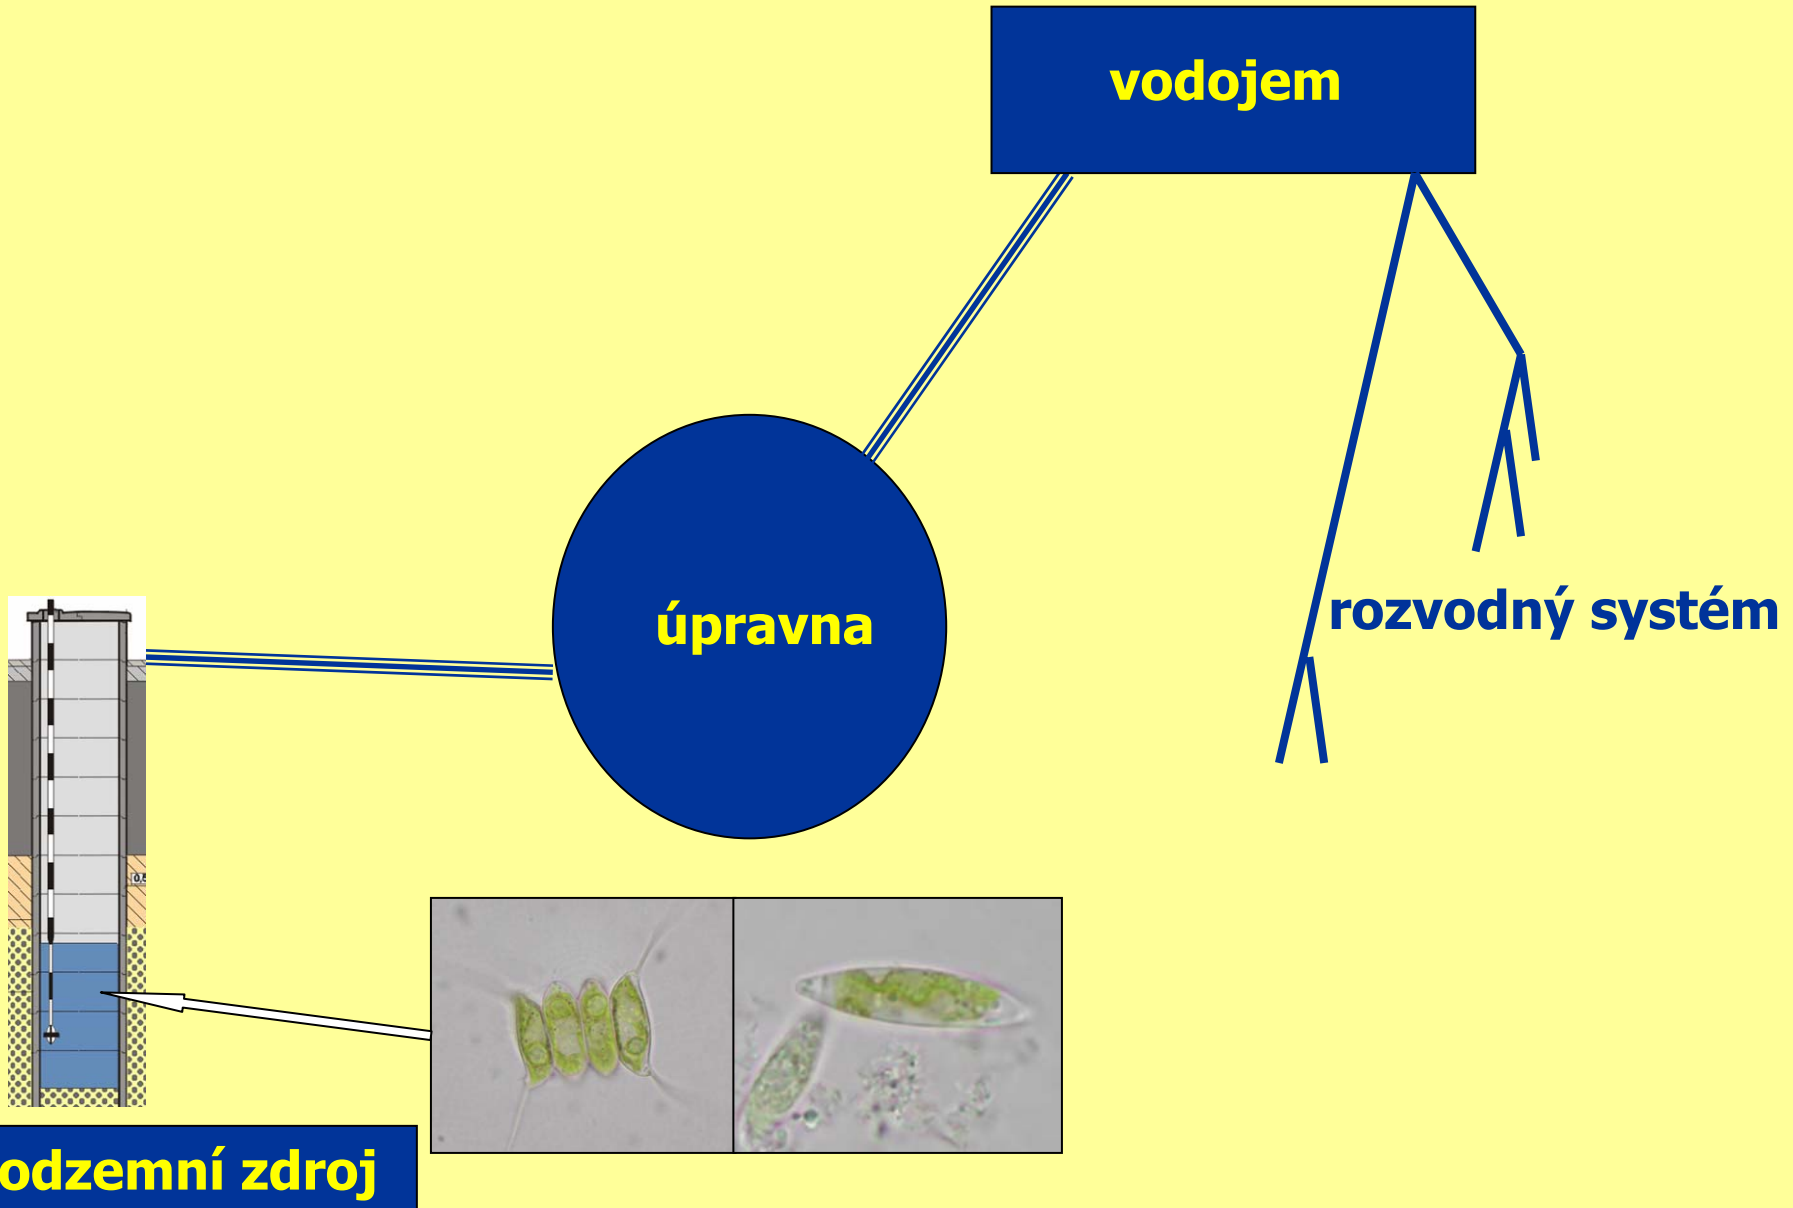 vodojem
úpravna
rozvodný systém
odzemní zdroj